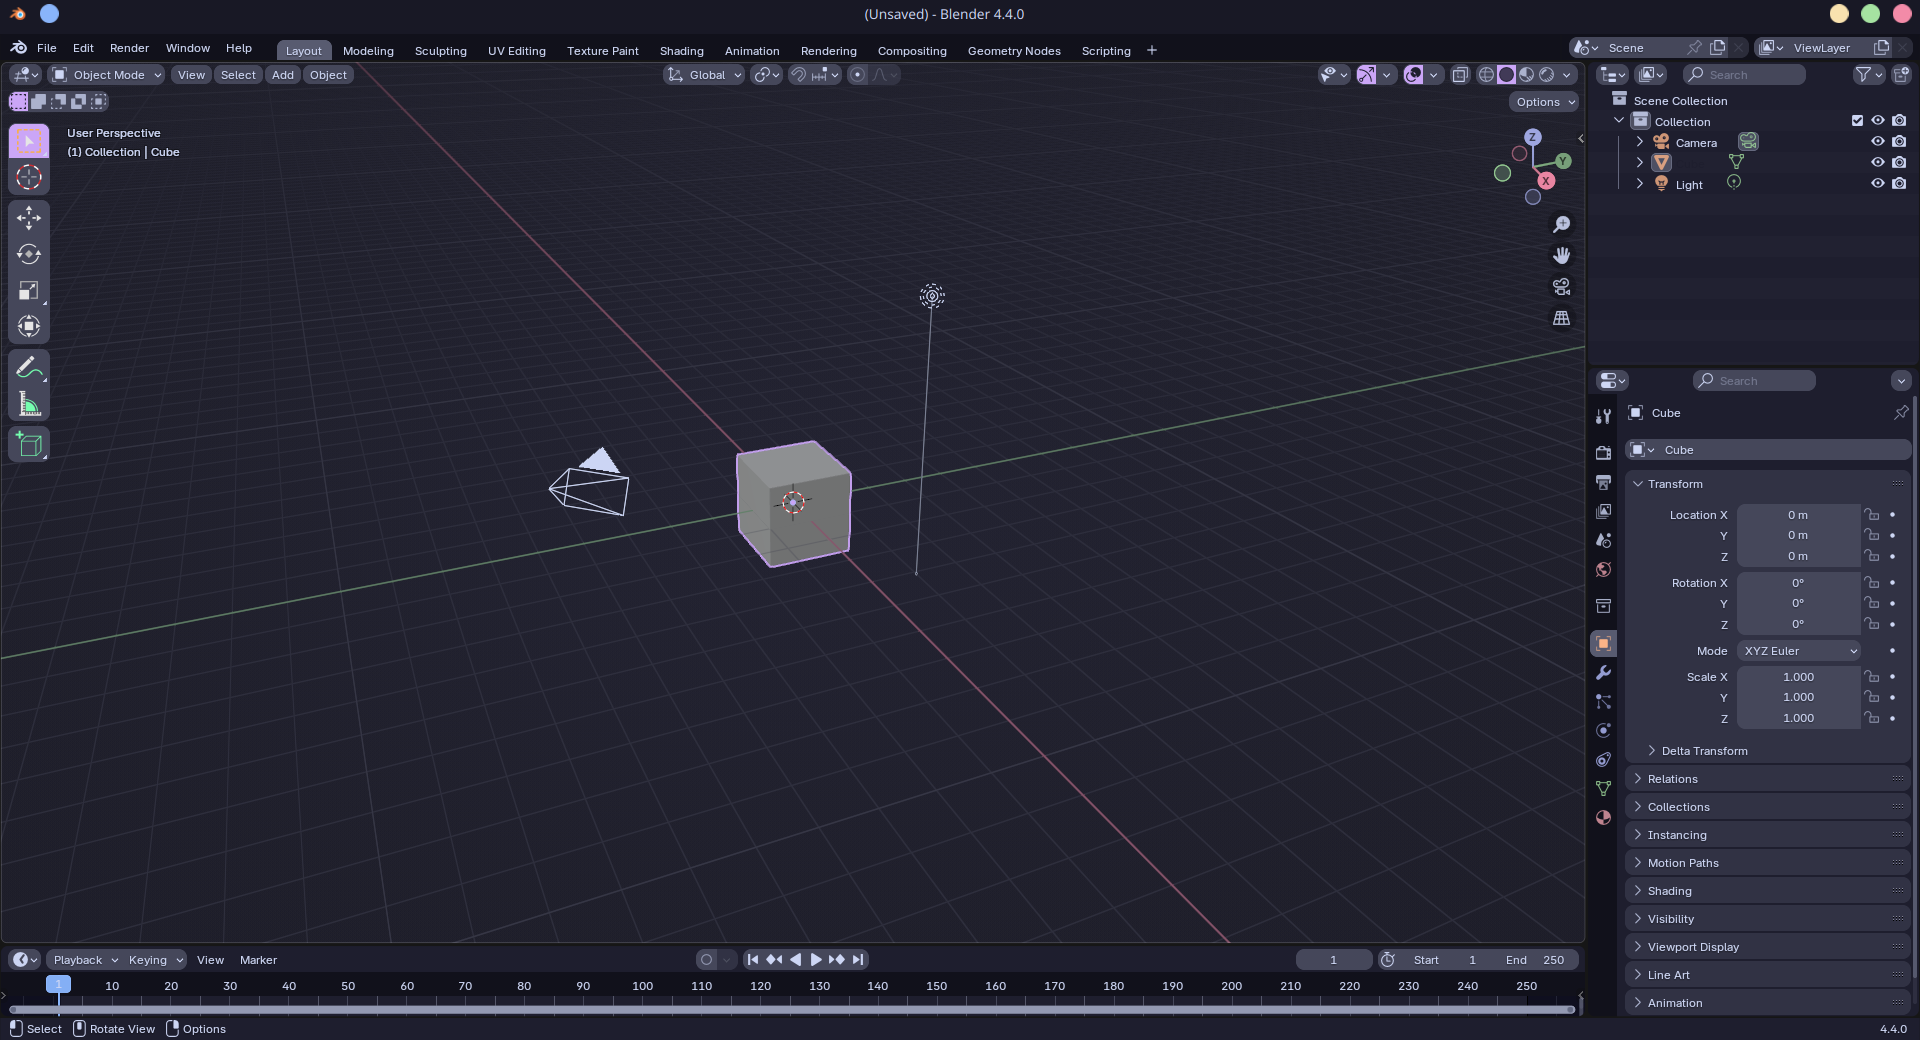 (Unsaved) - Blender 4.4.0
File Edit Render Window Help Layout Modeling Sculpting UV Editing Texture Paint Shading Animation Rendering Compositing Geometry Nodes Scripting + Scene ViewLayer
Object Mode View Select Add Object Global Search
Options
User Perspective
(1) Collection | Cube
Z
Y
X
Scene Collection
Collection
Camera
Light
Search
Cube
Cube
Transform
Location X 0 m
Y 0 m
Z 0 m
Rotation X 0°
Y 0°
Z 0°
Mode XYZ Euler
Scale X 1.000
Y 1.000
Z 1.000
Delta Transform
Relations
Collections
Instancing
Motion Paths
Shading
Visibility
Viewport Display
Line Art
Animation
Playback Keying View Marker 1 Start 1 End 250
1 10 20 30 40 50 60 70 80 90 100 110 120 130 140 150 160 170 180 190 200 210 220 230 240 250
Select Rotate View Options 4.4.0